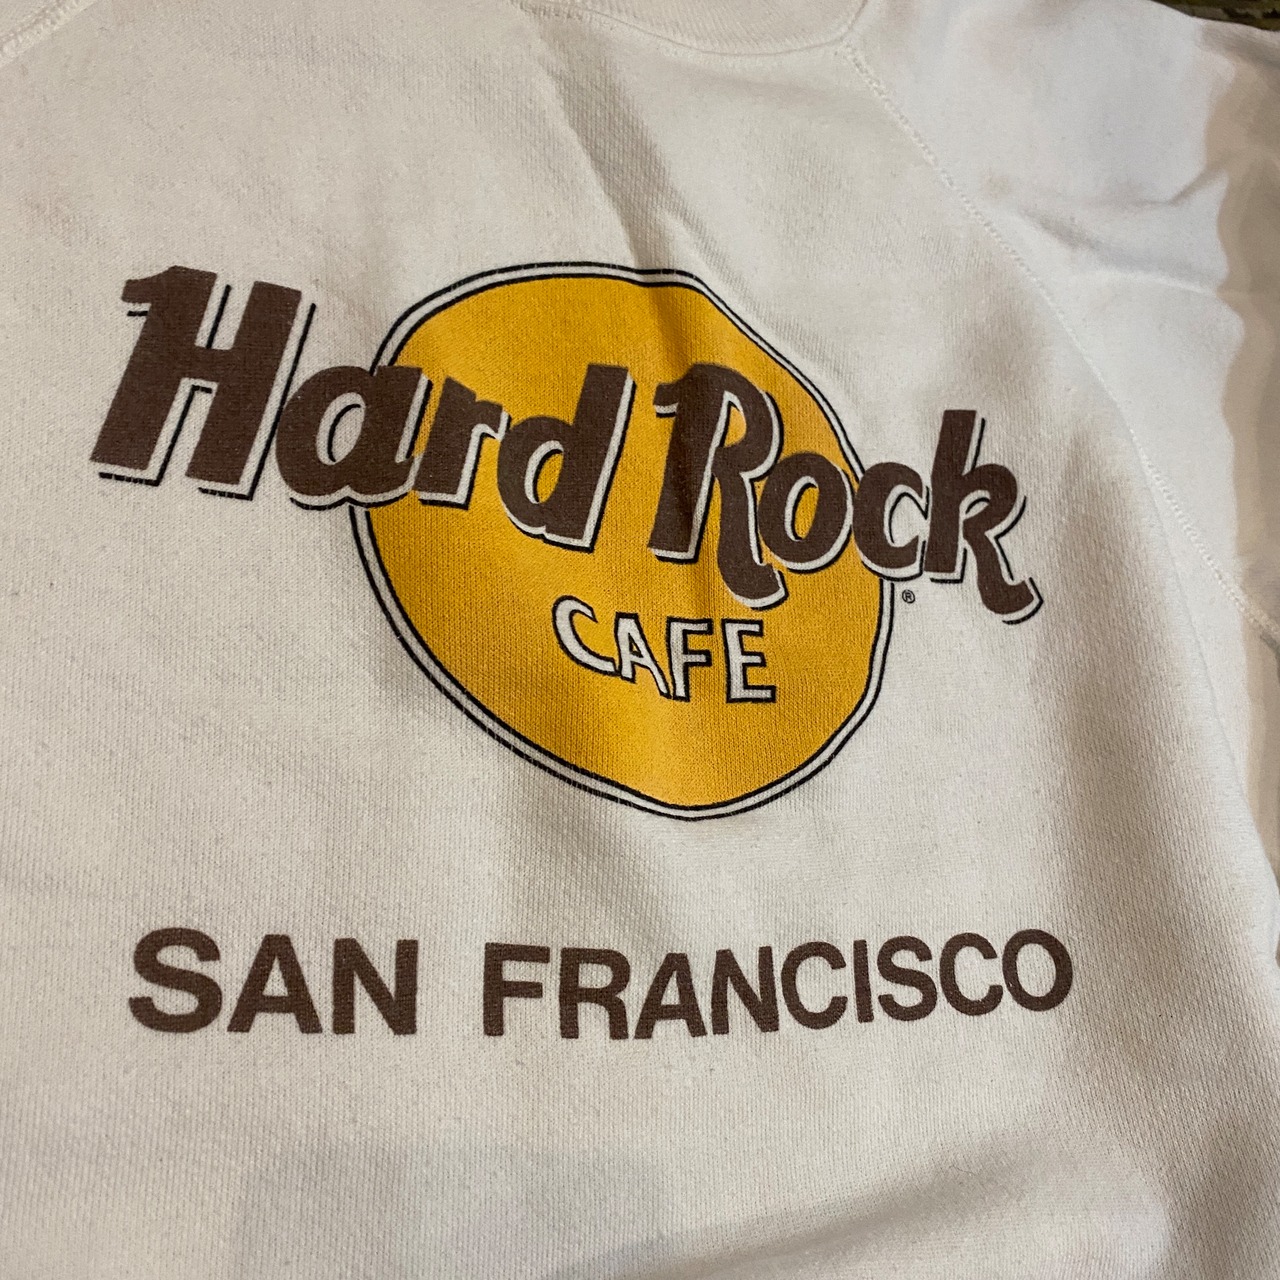 Hard Rock
®
CAFE
SAN FRANCISCO